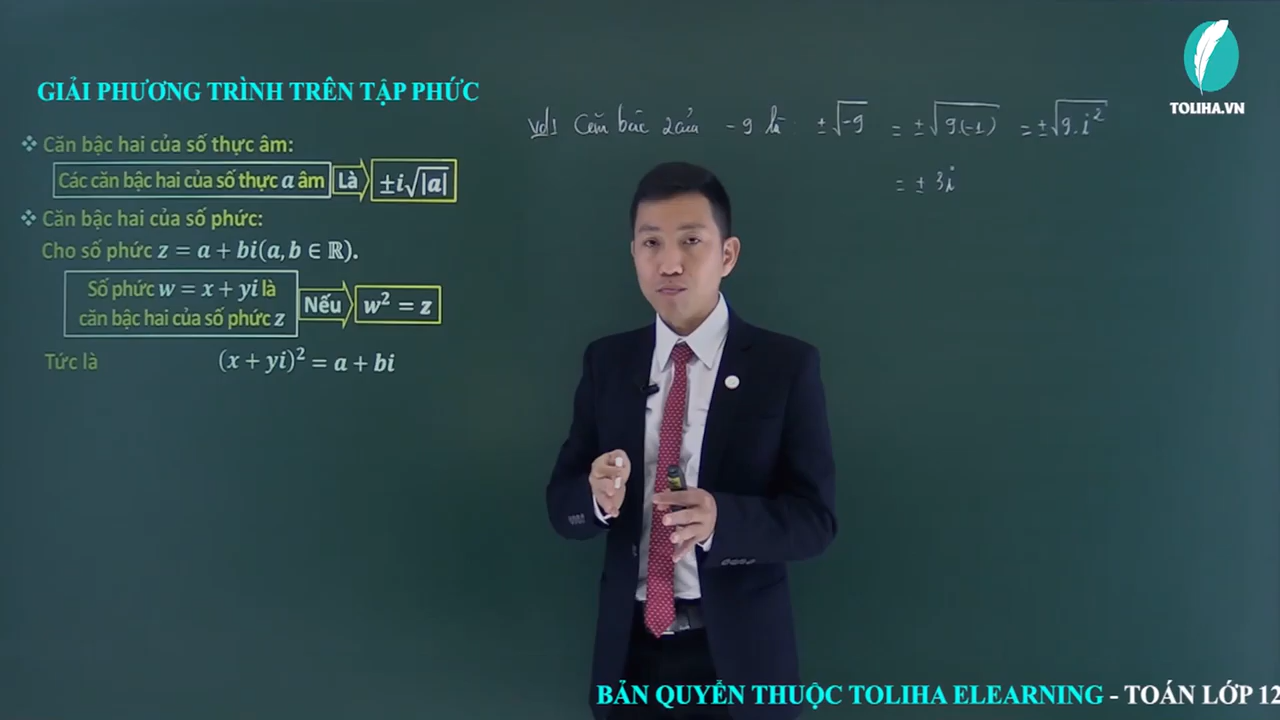 TOLIHA.VN
GIẢI PHƯƠNG TRÌNH TRÊN TẬP PHỨC
❖ Căn bậc hai của số thực âm:
Các căn bậc hai của số thực a âm Là ±i√|a|
❖ Căn bậc hai của số phức:
Cho số phức z = a + bi(a, b ∈ ℝ).
Số phức w = x + yi là
căn bậc hai của số phức z
Nếu w² = z
Tức là (x + yi)² = a + bi
Vd1 Căn bậc 2 của -9 là: ±√-9 = ±√9.(-1) = ±√9.i²
= ± 3i
BẢN QUYỀN THUỘC TOLIHA ELEARNING - TOÁN LỚP 12